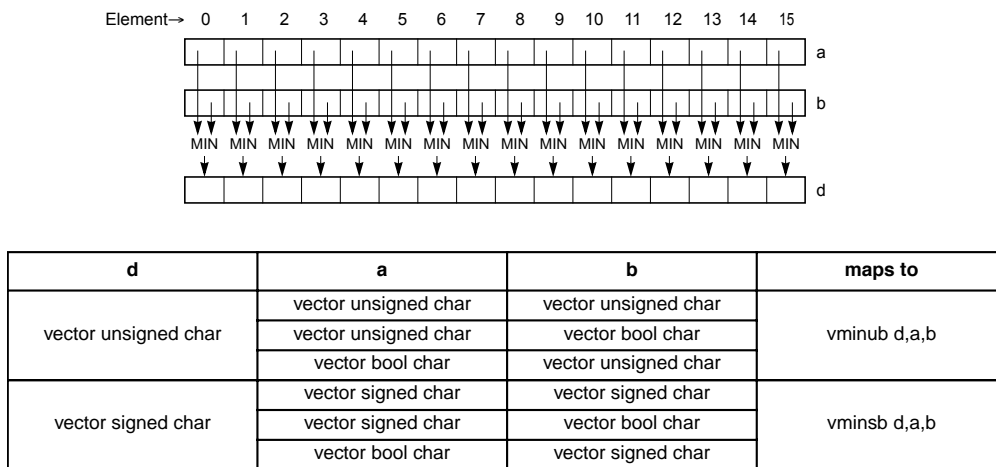 Element→ 0 1 2 3 4 5 6 7 8 9 10 11 12 13 14 15
a
b
MIN MIN MIN MIN MIN MIN MIN MIN MIN MIN MIN MIN MIN MIN MIN MIN
d
d a b maps to
vector unsigned char vector unsigned char
vector unsigned char vector unsigned char vector bool char vminub d,a,b
vector bool char vector unsigned char
vector signed char vector signed char
vector signed char vector signed char vector bool char vminsb d,a,b
vector bool char vector signed char